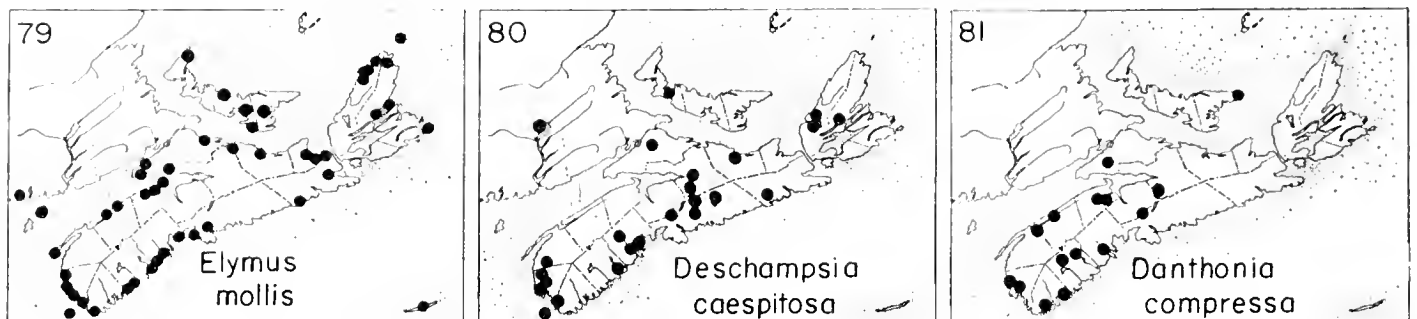 79
Elymus
mollis
80
Deschampsia
caespitosa
81
Danthonia
compressa